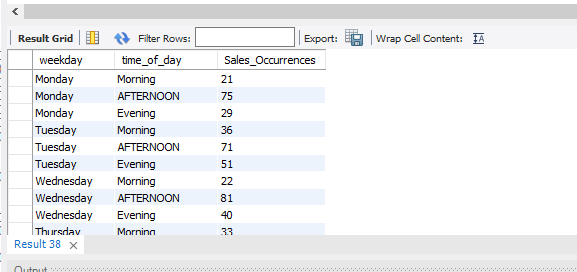 Result Grid Filter Rows: Export: Wrap Cell Content: IA
weekday time_of_day Sales_Occurrences
Monday Morning 21
Monday AFTERNOON 75
Monday Evening 29
Tuesday Morning 36
Tuesday AFTERNOON 71
Tuesday Evening 51
Wednesday Morning 22
Wednesday AFTERNOON 81
Wednesday Evening 40
Thursday Morning 33
Result 38
Output